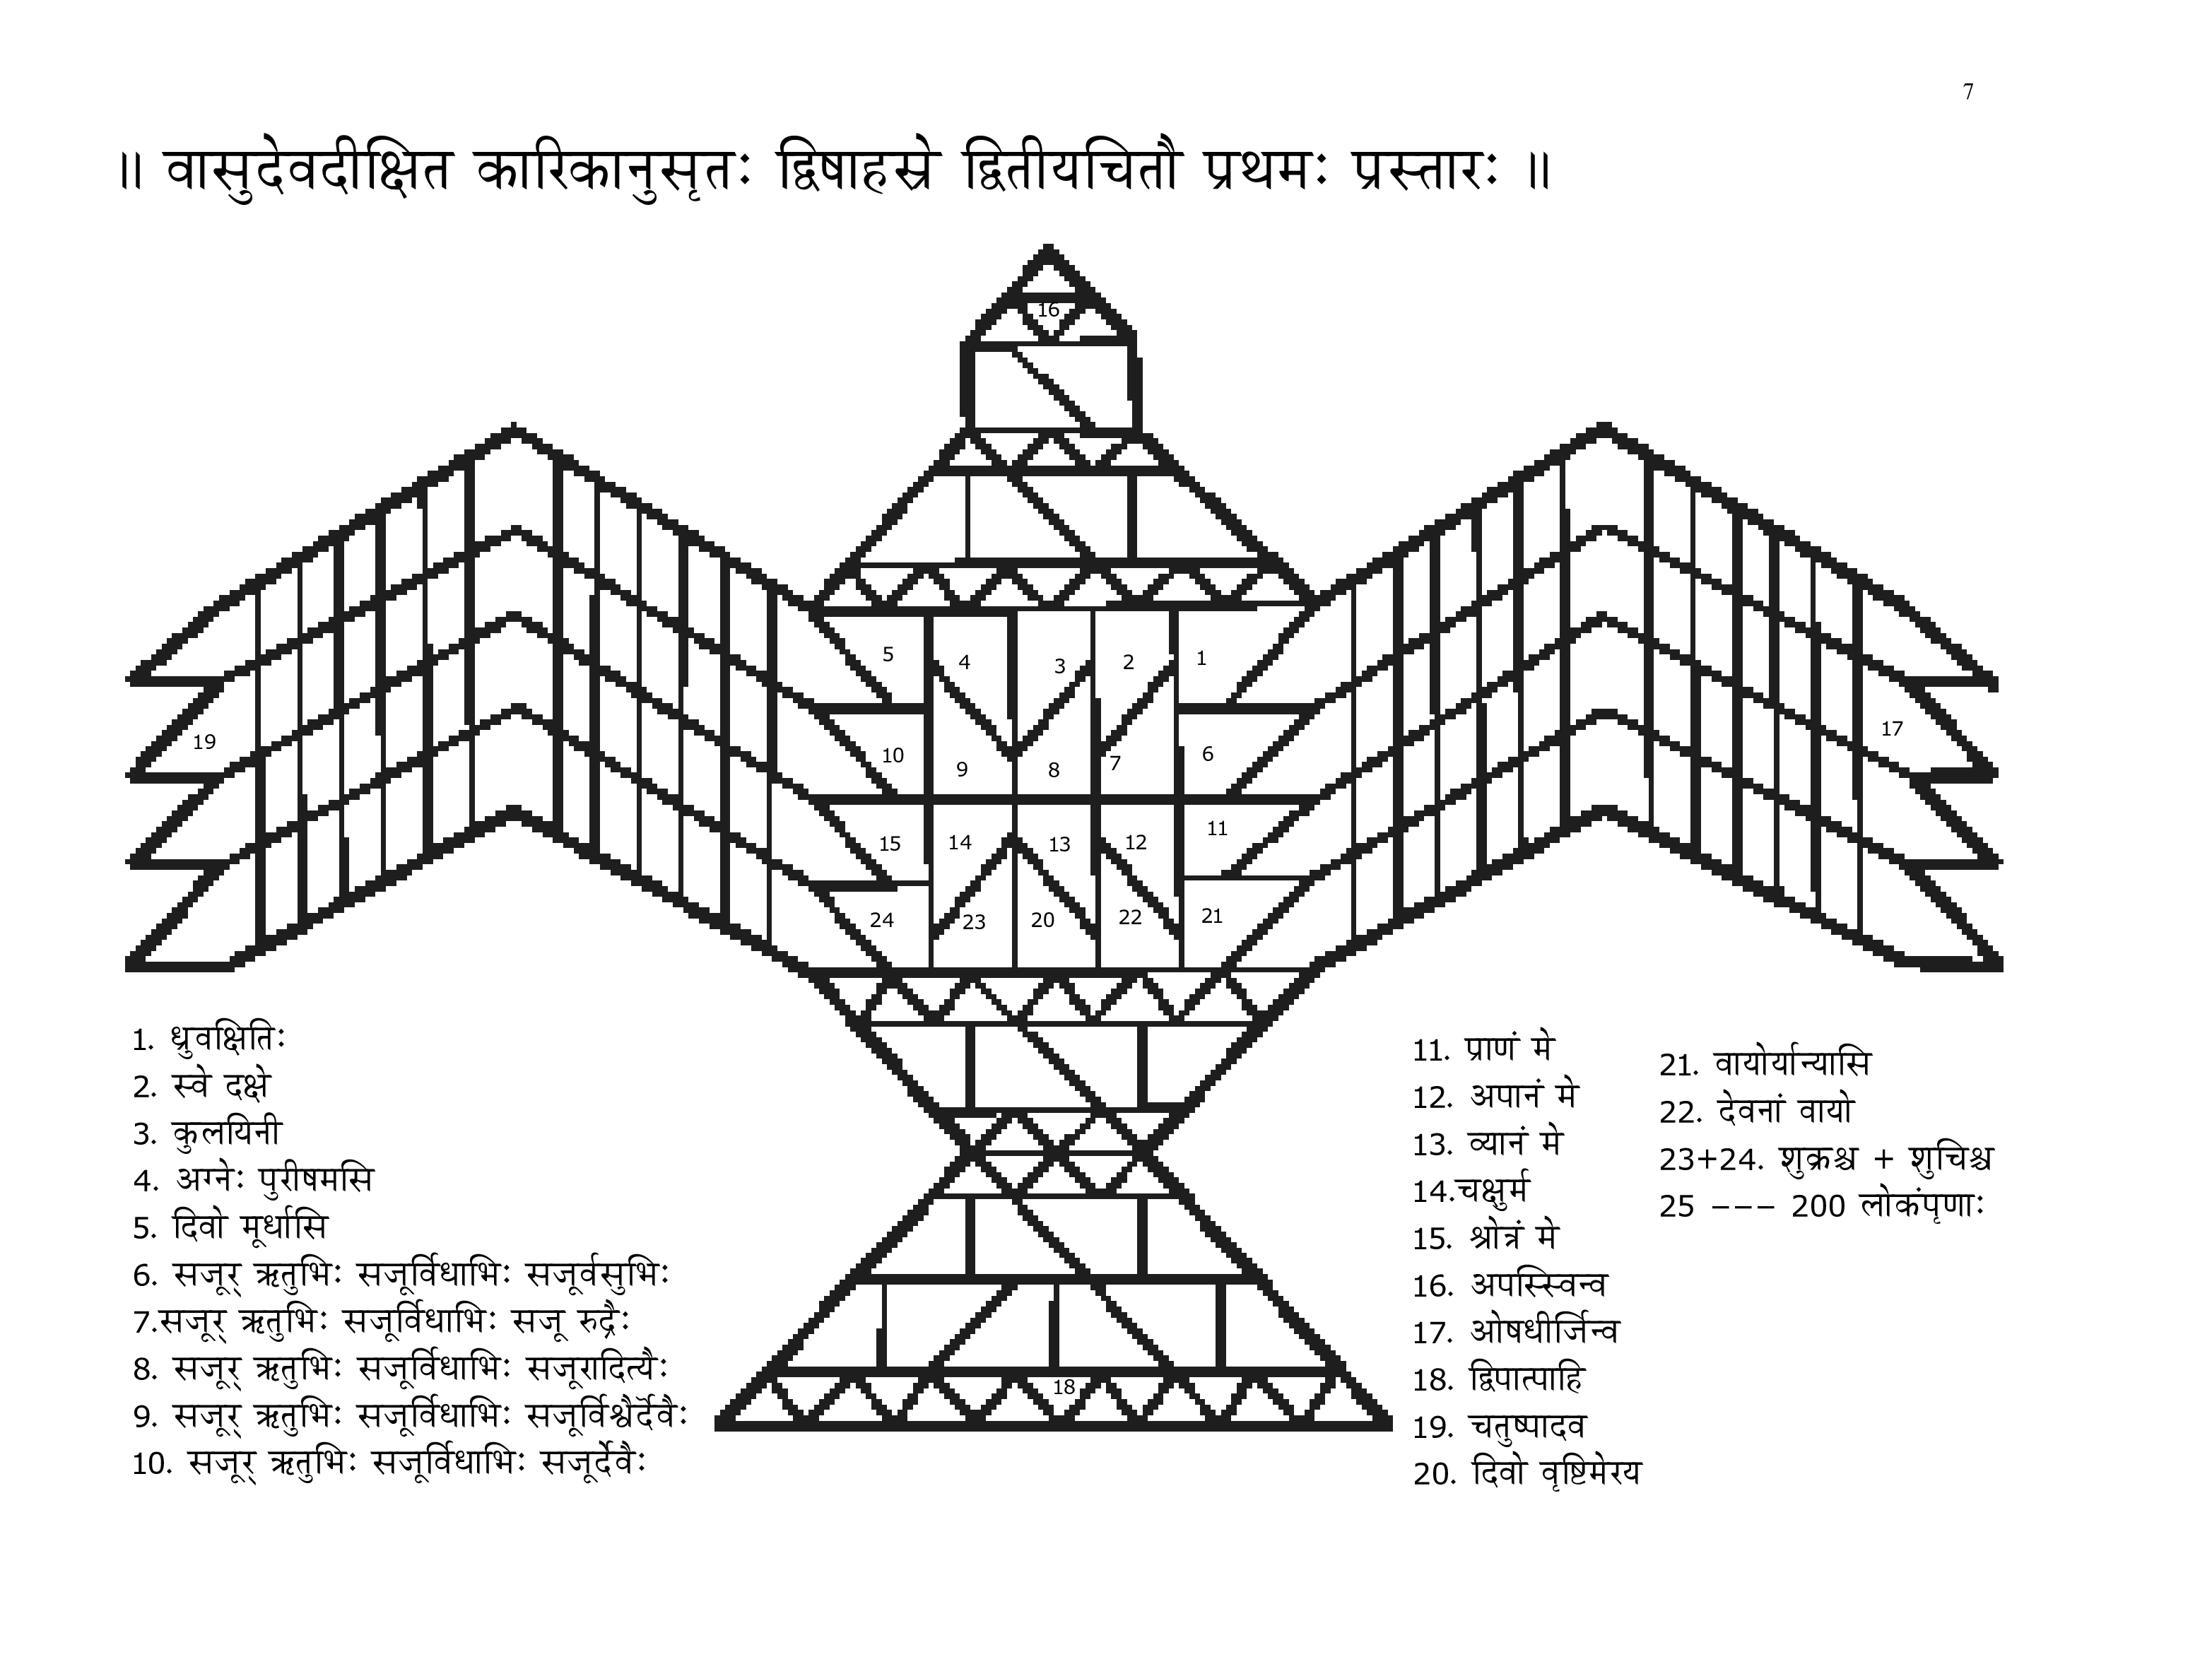 7
॥ वासुदेवदीक्षित कारिकानुसृतः द्विषाहस्रे द्वितीयचितौ प्रथमः प्रस्तारः ॥
16
5
4
3
2
1
19
17
10
9
8
7
6
15
14
13
12
11
24
23
20
22
21
18
1. ध्रुवक्षितिः
2. स्वे दक्षे
3. कुलयिनी
4. अग्नेः पुरीषमसि
5. दिवो मूर्धासि
6. सजूर् ऋतुभिः सजूर्विधाभिः सजूर्वसुभिः
7.सजूर् ऋतुभिः सजूर्विधाभिः सजू रुद्रैः
8. सजूर् ऋतुभिः सजूर्विधाभिः सजूरादित्यैः
9. सजूर् ऋतुभिः सजूर्विधाभिः सजूर्विश्वैर्देवैः
10. सजूर् ऋतुभिः सजूर्विधाभिः सजूर्देवैः
11. प्राणं मे
12. अपानं मे
13. व्यानं मे
14.चक्षुर्म
15. श्रोत्रं मे
16. अपस्स्विन्व
17. ओषधीर्जिन्व
18. द्विपात्पाहि
19. चतुष्पादव
20. दिवो वृष्टिमेरय
21. वायोर्यान्यासि
22. देवनां वायो
23+24. शुक्रश्च + शुचिश्च
25 --- 200 लोकंपृणाः